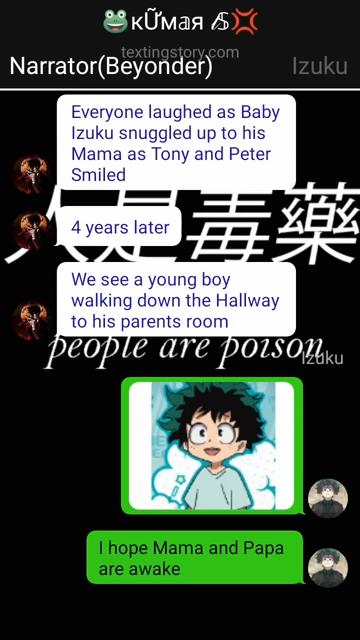 🐸кŨʼмaя 💢
textingstory.com
Narrator(Beyonder)
Izuku
Everyone laughed as Baby
Izuku snuggled up to his
Mama as Tony and Peter
Smiled
4 years later
人是毒藥
We see a young boy
walking down the Hallway
to his parents room
people are poison
Izuku
I hope Mama and Papa
are awake